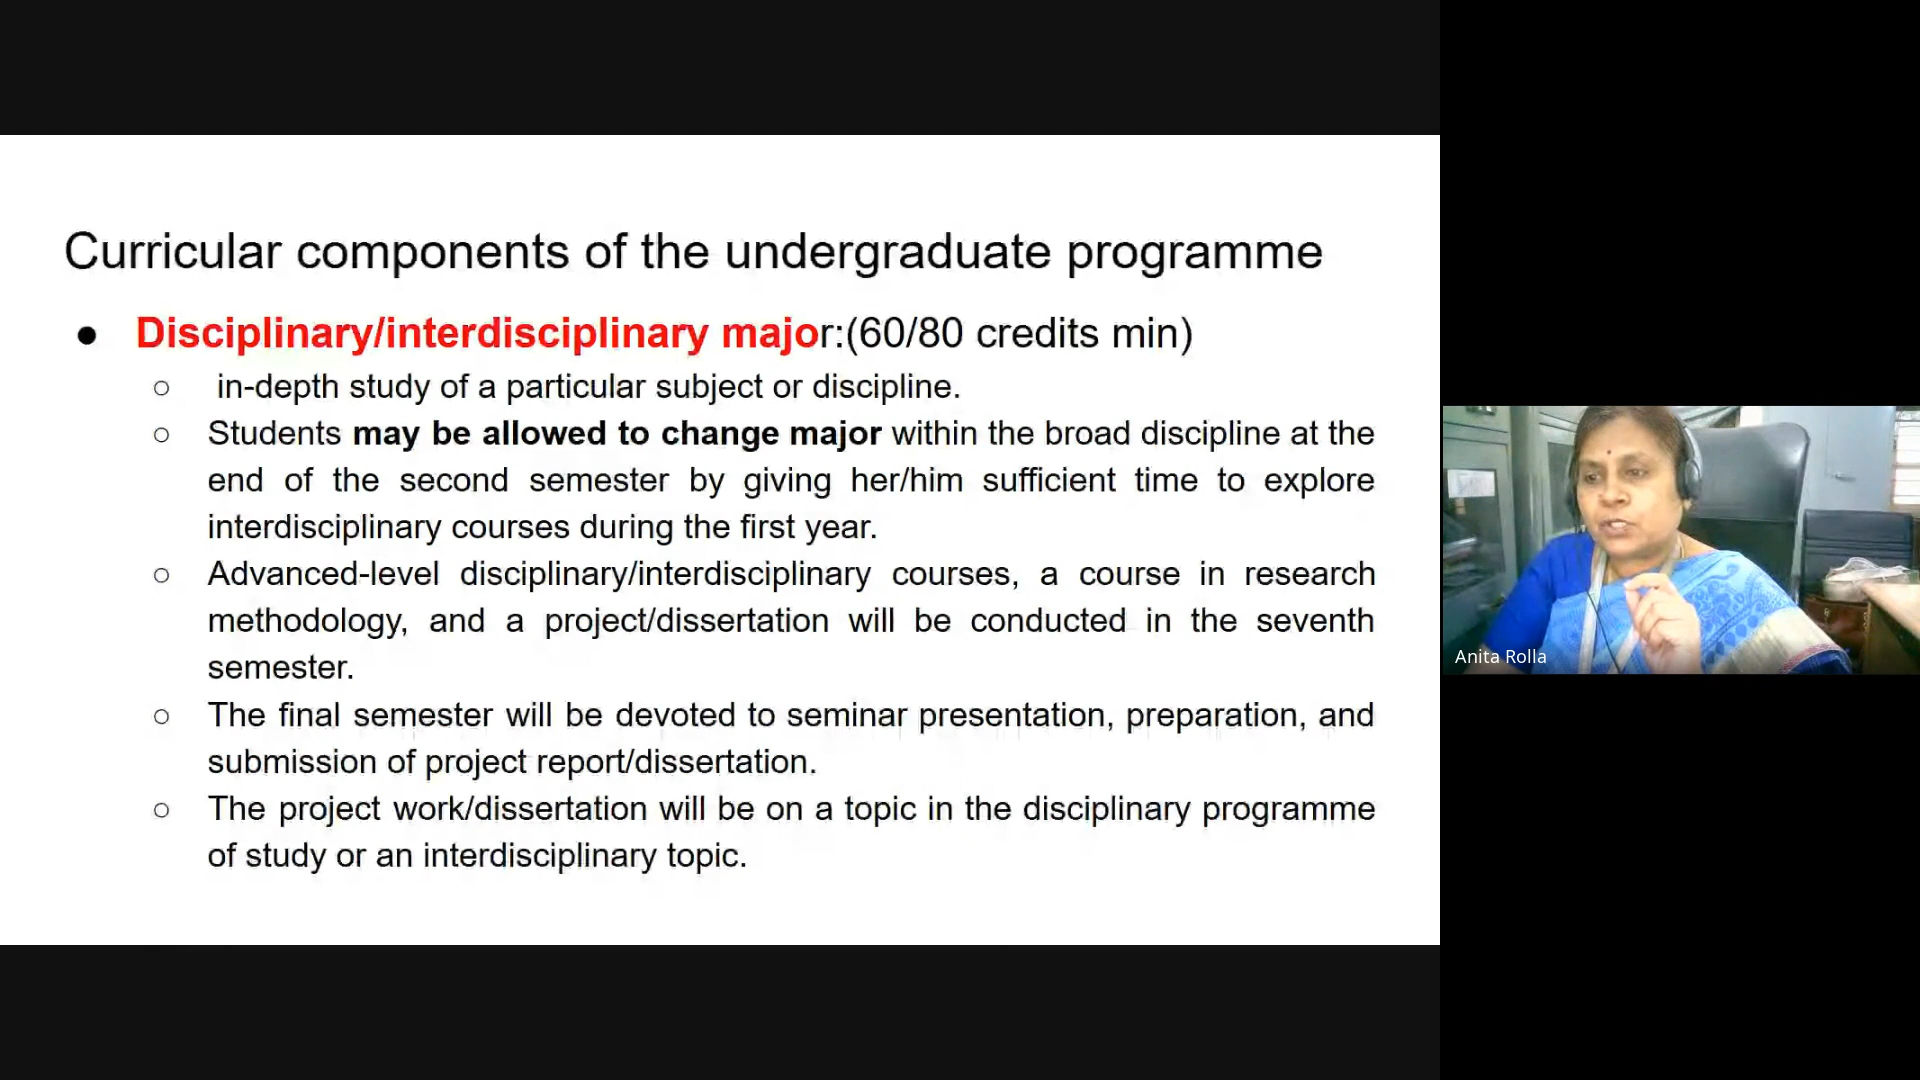 Curricular components of the undergraduate programme
● Disciplinary/interdisciplinary major:(60/80 credits min)
○ in-depth study of a particular subject or discipline.
○ Students may be allowed to change major within the broad discipline at the
end of the second semester by giving her/him sufficient time to explore
interdisciplinary courses during the first year.
○ Advanced-level disciplinary/interdisciplinary courses, a course in research
methodology, and a project/dissertation will be conducted in the seventh
semester.
○ The final semester will be devoted to seminar presentation, preparation, and
submission of project report/dissertation.
○ The project work/dissertation will be on a topic in the disciplinary programme
of study or an interdisciplinary topic.
Anita Rolla